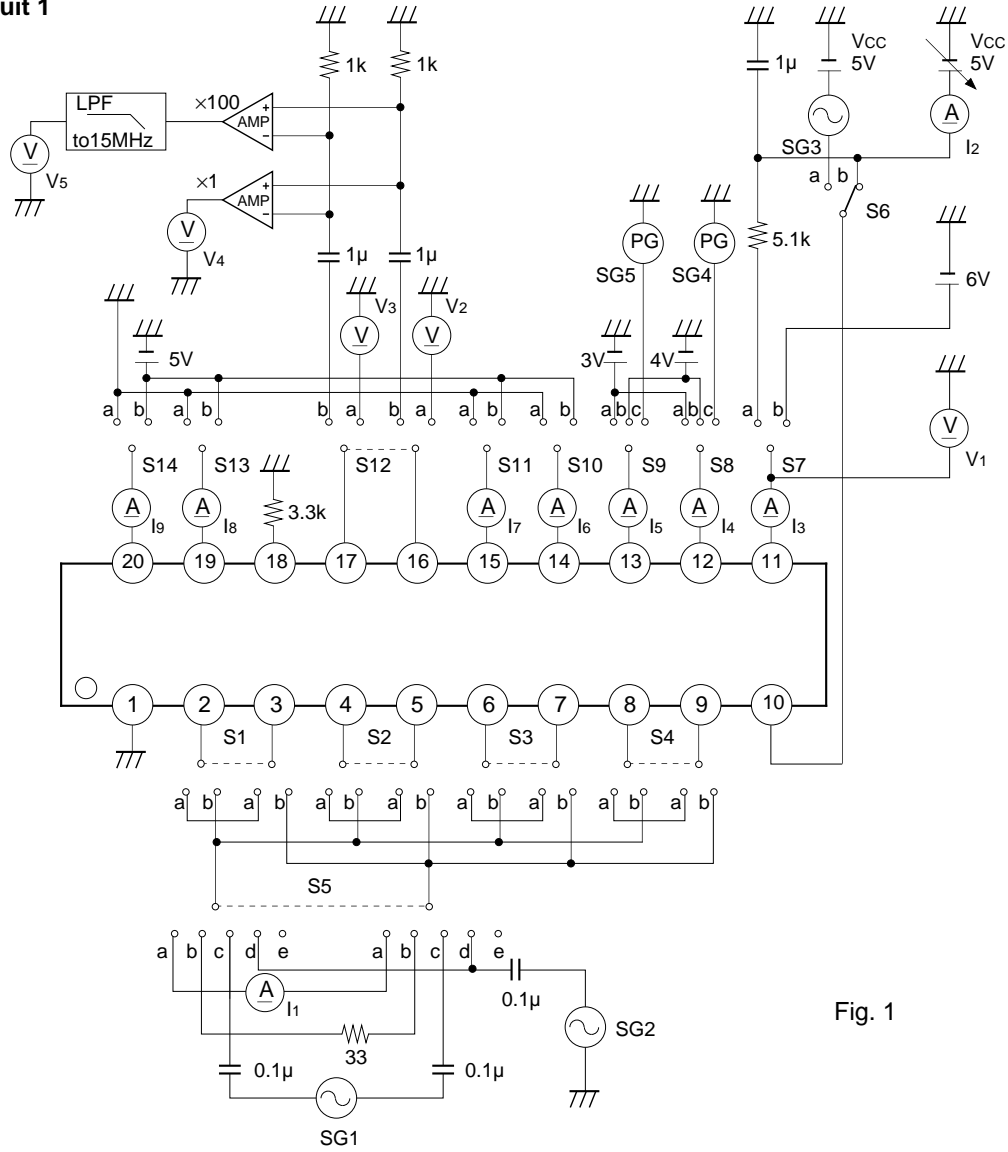 uit 1
1k 1k 1µ VCC 5V VCC 5V
LPF to15MHz ×100 AMP + −
SG3 A I2
V V5
×1 AMP + −
a b S6
V V4
PG SG5 PG SG4 5.1k
1µ 1µ
V3 V2 6V
V V
5V 3V 4V
a b a b b a b a a b a b a b c a b c a b
V V1
S14 S13 S12 S11 S10 S9 S8 S7
A I9 A I8 3.3k A I7 A I6 A I5 A I4 A I3
20 19 18 17 16 15 14 13 12 11
1 2 3 4 5 6 7 8 9 10
S1 S2 S3 S4
a b a b a b a b a b a b a b a b
S5
a b c d e a b c d e
A I1 0.1µ
33 SG2 Fig. 1
0.1µ 0.1µ
SG1